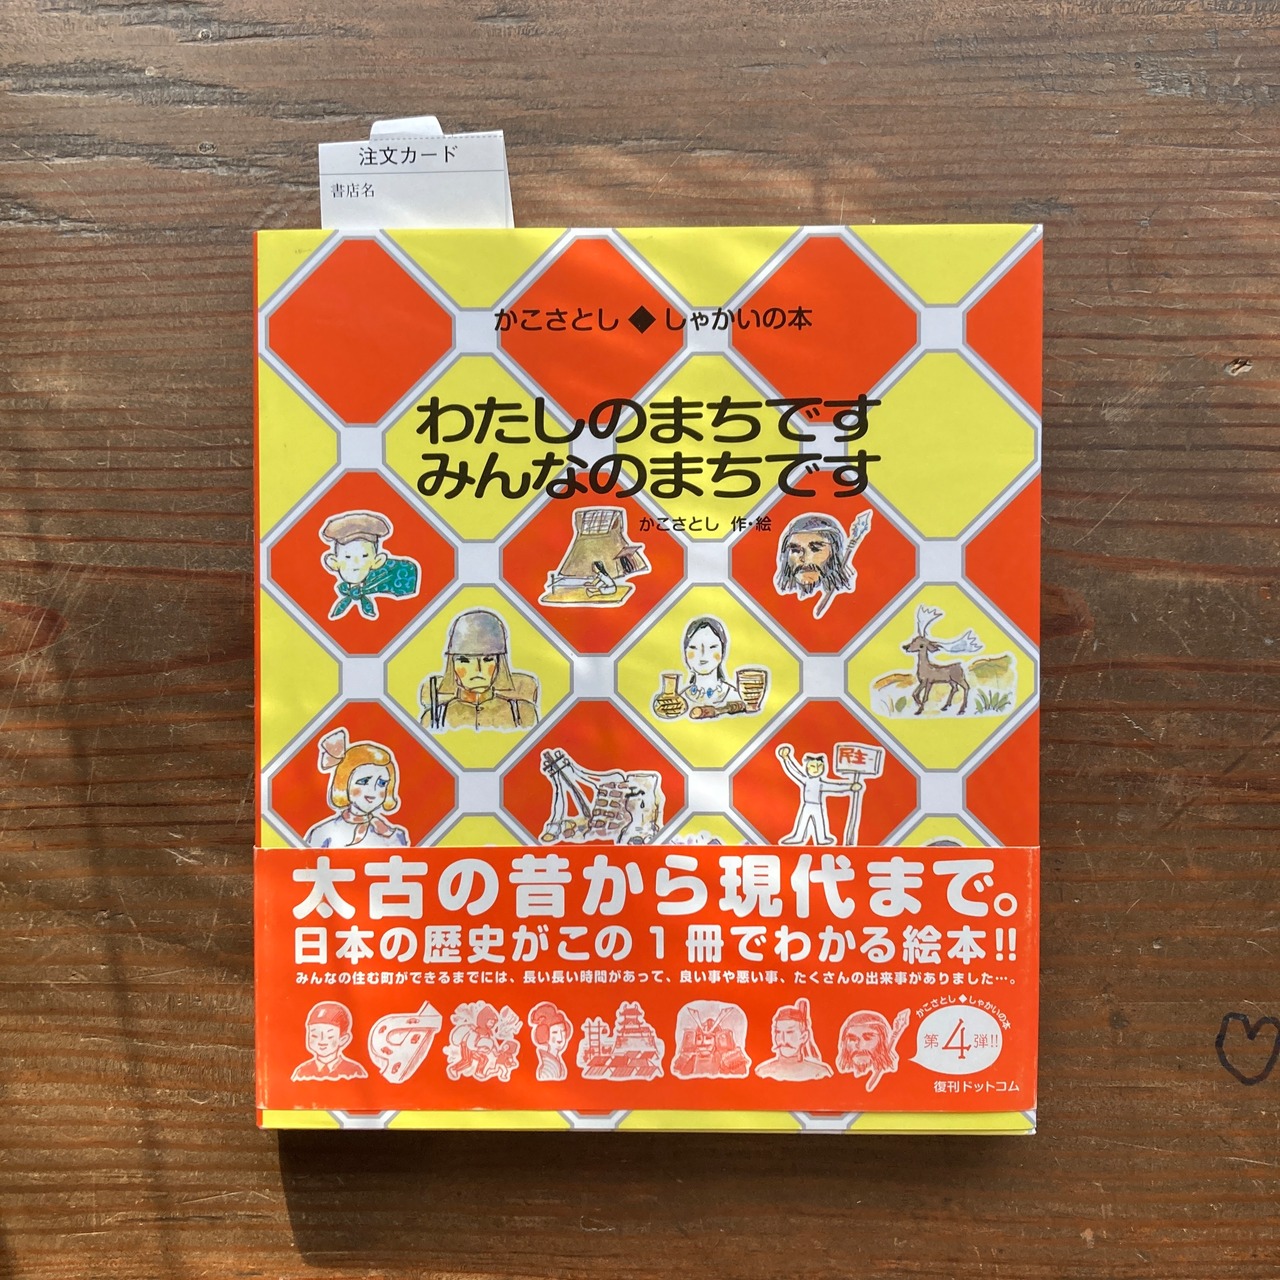 注文カード
書店名
かこさとし◆しゃかいの本
わたしのまちです
みんなのまちです
かこさとし 作・絵
民主
太古の昔から現代まで。
日本の歴史がこの1冊でわかる絵本!!
みんなの住む町ができるまでには、長い長い時間があって、良い事や悪い事、たくさんの出来事がありました…。
かこさとし◆しゃかいの本
第4弾!!
復刊ドットコム